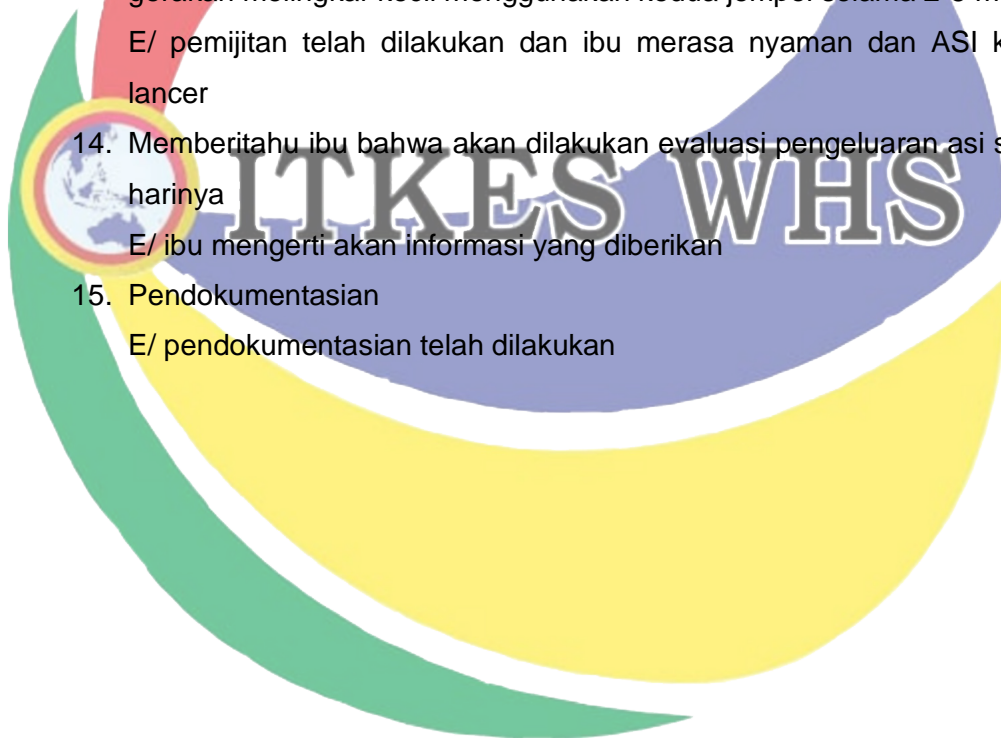 E/ pemijitan telah dilakukan dan ibu merasa nyaman dan ASI
lancer
14. Memberitahu ibu bahwa akan dilakukan evaluasi pengeluaran asi
harinya
ITKES WHS
E/ ibu mengerti akan informasi yang diberikan
15. Pendokumentasian
E/ pendokumentasian telah dilakukan